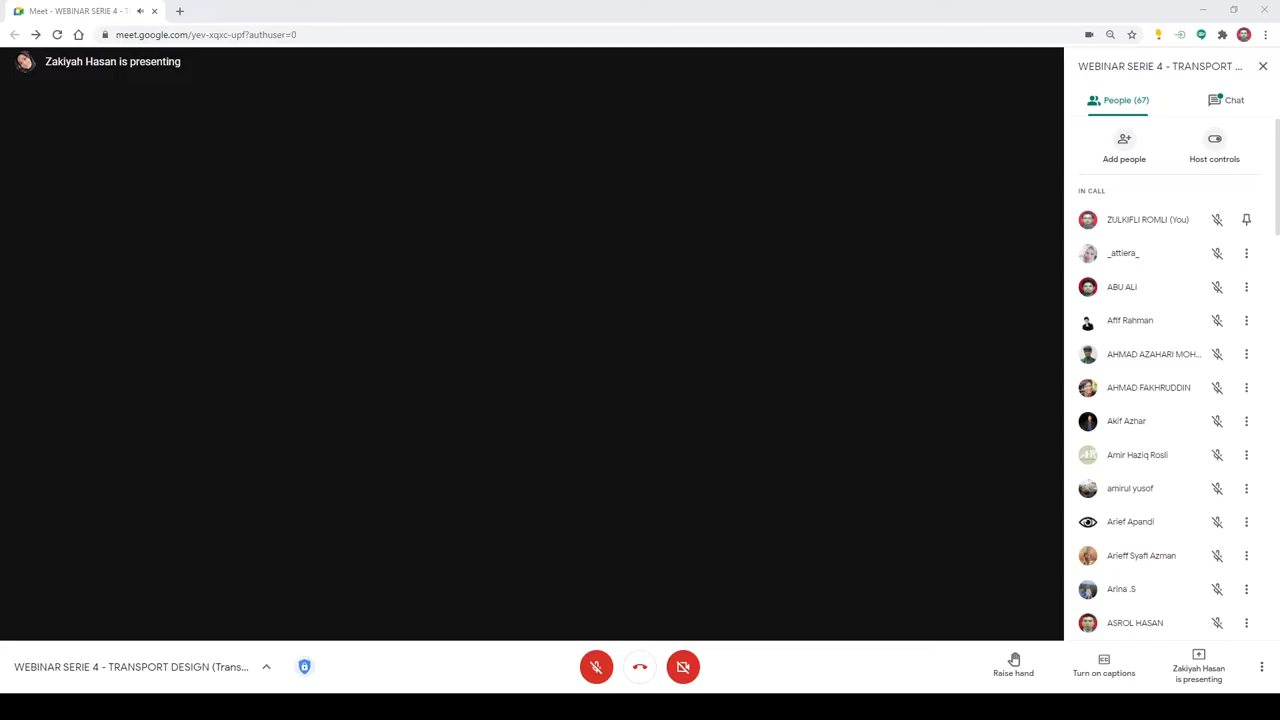 Meet - WEBINAR SERIE 4 - T
meet.google.com/yev-xqxc-upf?authuser=0
Zakiyah Hasan is presenting
WEBINAR SERIE 4 - TRANSPORT ...
People (67)
Chat
Add people
Host controls
IN CALL
ZULKIFLI ROMLI (You)
_attiera_
ABU ALI
Afif Rahman
AHMAD AZAHARI MOH...
AHMAD FAKHRUDDIN
Akif Azhar
Amir Haziq Rosli
amirul yusof
Arief Apandi
Arieff Syafi Azman
Arina .S
ASROL HASAN
WEBINAR SERIE 4 - TRANSPORT DESIGN (Trans...
Raise hand
CC
Turn on captions
Zakiyah Hasan
is presenting